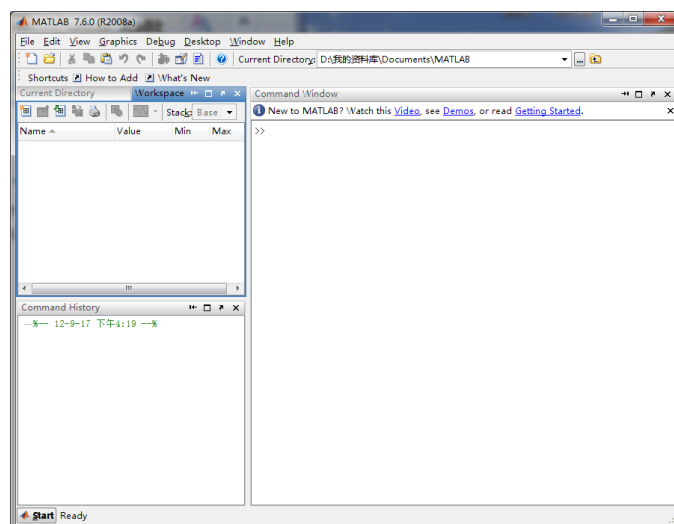 MATLAB 7.6.0 (R2008a)
File Edit View Graphics Debug Desktop Window Help
Current Directory: D:\我的资料库\Documents\MATLAB
Shortcuts How to Add What's New
Current Directory Workspace
Stack: Base
Name Value Min Max
Command History
%-- 12-9-17 下午4:19 --%
Command Window
New to MATLAB? Watch this Video, see Demos, or read Getting Started.
>>
Start Ready